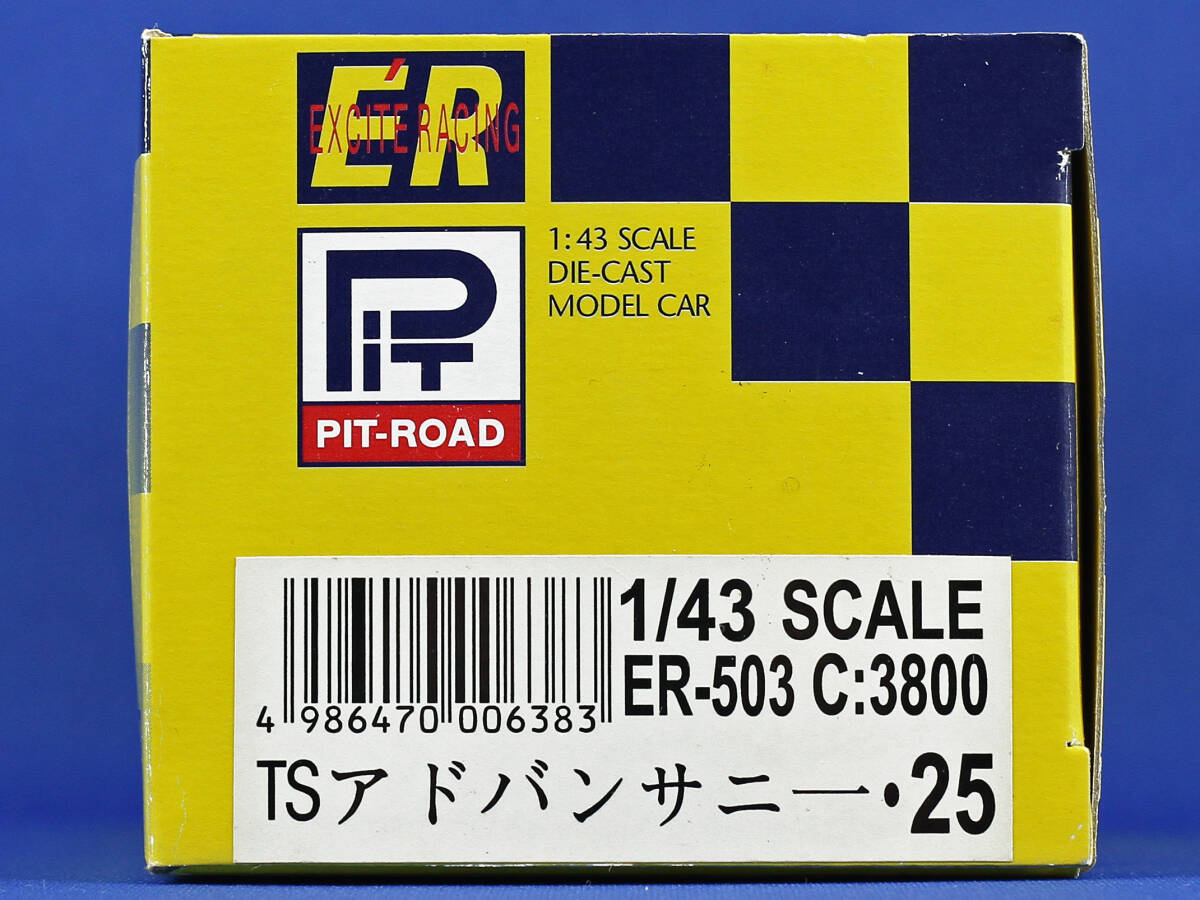 E'R
EXCITE RACING
PiT
PIT-ROAD
1:43 SCALE
DIE-CAST
MODEL CAR
1/43 SCALE
ER-503 C:3800
4 986470 006383
TSアドバンサニー・25